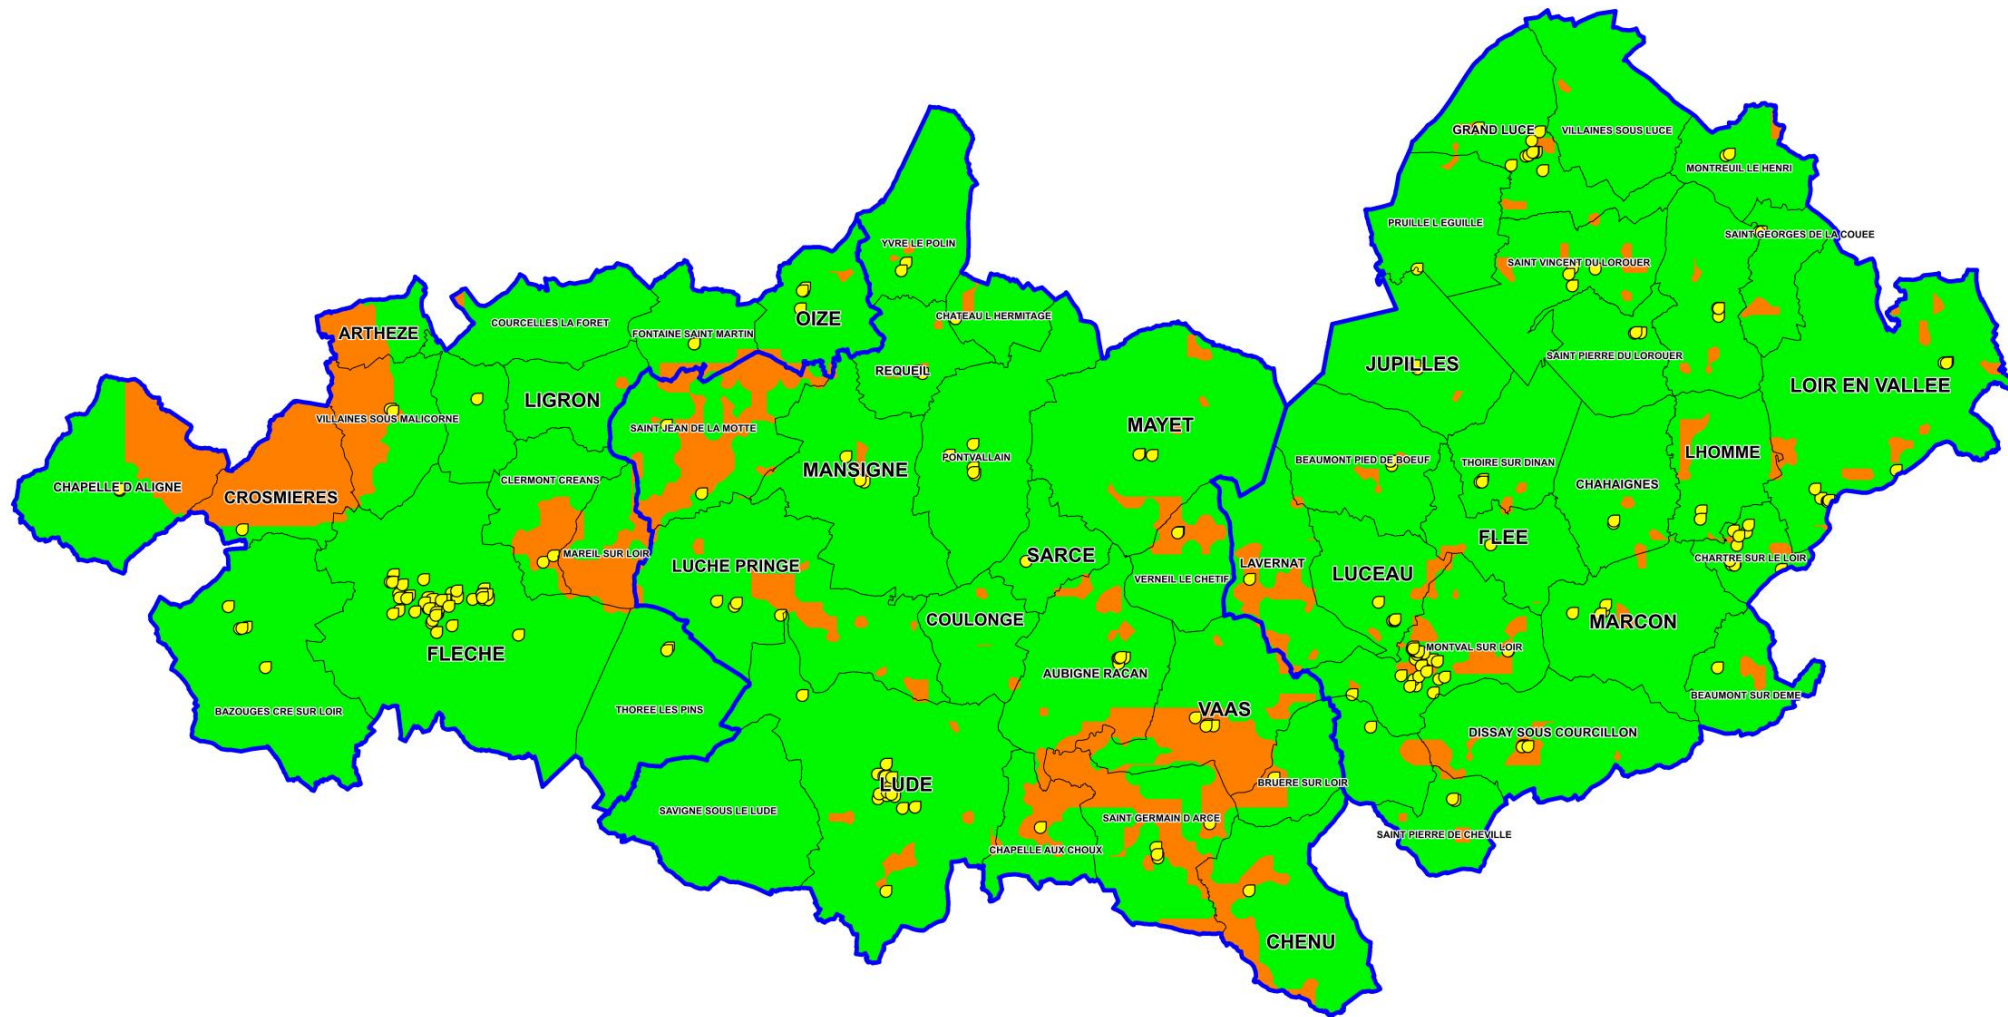 GRAND LUCE
VILLAINES SOUS LUCE
MONTREUIL LE HENRI
PRUILLE L EGUILLE
SAINT GEORGES DE LA COUEE
YVRE LE POLIN
SAINT VINCENT DU LOROUER
CHATEAU L HERMITAGE
OIZE
COURCELLES LA FORET
FONTAINE SAINT MARTIN
ARTHEZE
SAINT PIERRE DU LOROUER
JUPILLES
REQUEIL
LOIR EN VALLEE
LIGRON
VILLAINES SOUS MALICORNE
SAINT JEAN DE LA MOTTE
MAYET
LHOMME
PONTVALLAIN
BEAUMONT PIED DE BOEUF
THOIRE SUR DINAN
MANSIGNE
CLERMONT CREANS
CHAHAIGNES
CHAPELLE D ALIGNE
CROSMIERES
FLEE
MAREIL SUR LOIR
SARCE
CHARTRE SUR LE LOIR
LUCHE PRINGE
LAVERNAT
LUCEAU
VERNEIL LE CHETIF
COULONGE
MARCON
MONTVAL SUR LOIR
FLECHE
AUBIGNE RACAN
BEAUMONT SUR DEME
BAZOUGES CRE SUR LOIR
THOREE LES PINS
VAAS
DISSAY SOUS COURCILLON
LUDE
BRUERE SUR LOIR
SAVIGNE SOUS LE LUDE
SAINT GERMAIN D ARCE
SAINT PIERRE DE CHEVILLE
CHAPELLE AUX CHOUX
CHENU